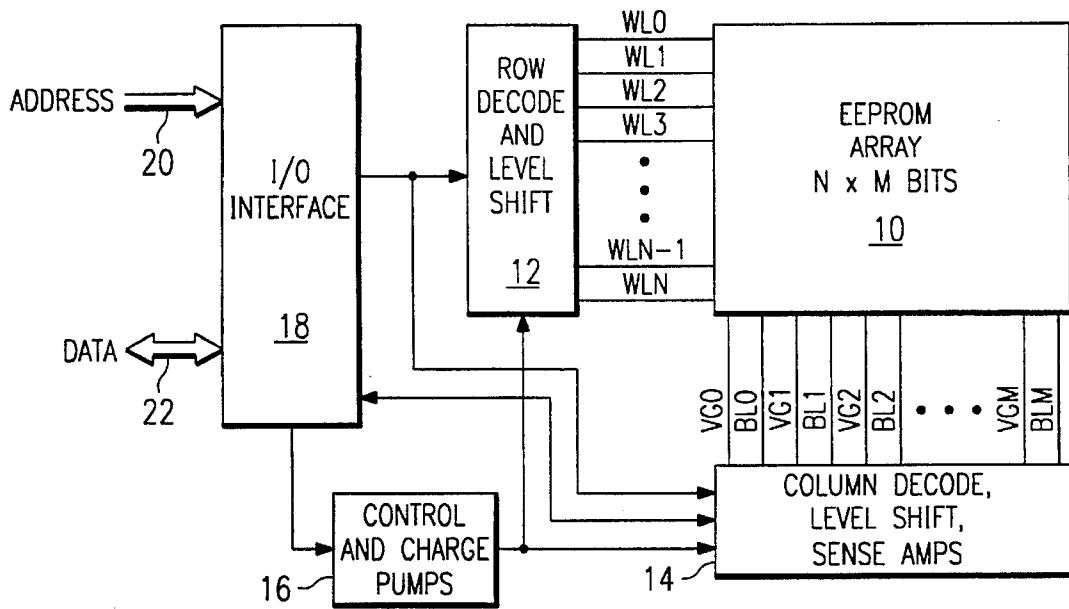 ADDRESS
20
DATA
22
I/O
INTERFACE
18
ROW
DECODE
AND
LEVEL
SHIFT
12
WL0
WL1
WL2
WL3
WLN-1
WLN
EEPROM
ARRAY
N x M BITS
10
VG0
BL0
VG1
BL1
VG2
BL2
VGM
BLM
CONTROL
AND CHARGE
PUMPS
16
COLUMN DECODE,
LEVEL SHIFT,
SENSE AMPS
14